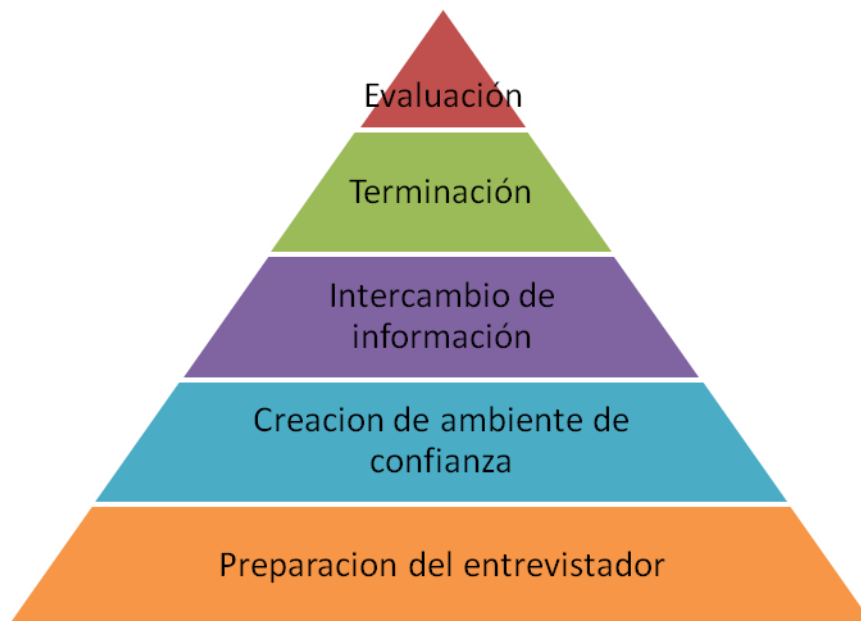 Evaluación
Terminación
Intercambio de
información
Creacion de ambiente de
confianza
Preparacion del entrevistador